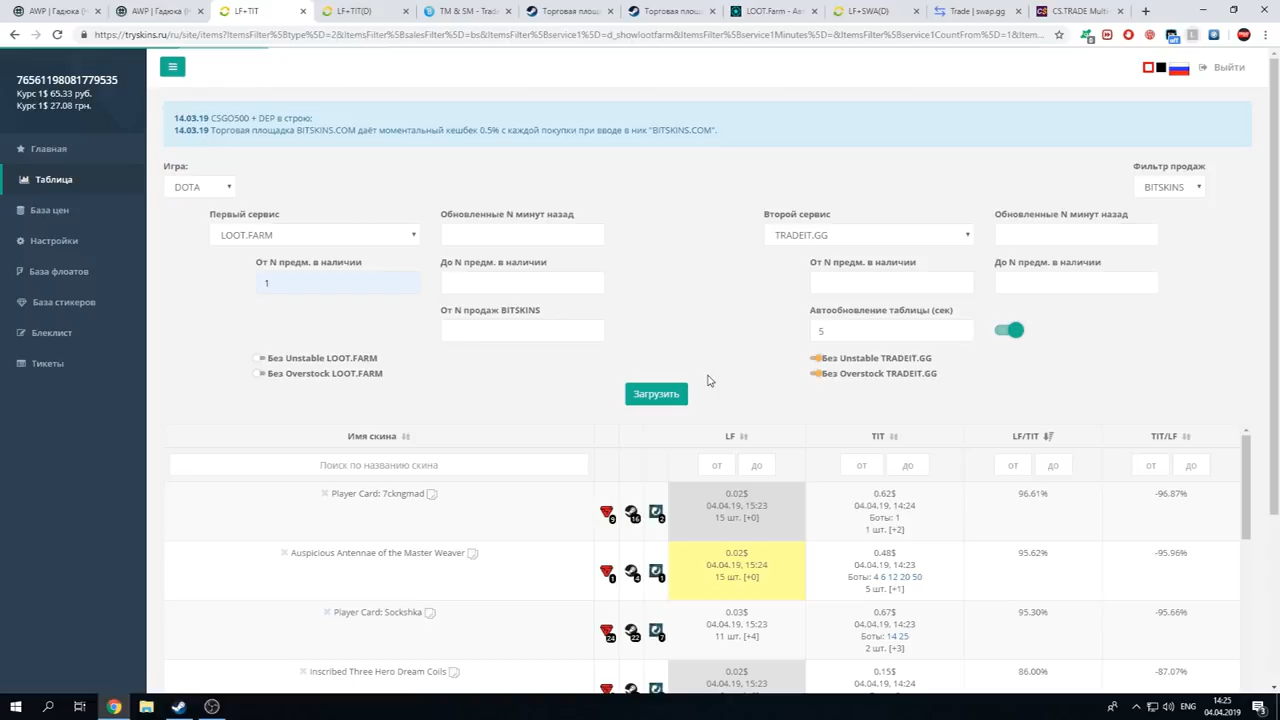 AWP | Гадюка (
AWP | Гадюка (
LF+TIT
LF+TIT(D)
TM & SM - Trade
Торговая площад
Торговая площад
LOOT.Farm - Авт
LF+SWA(D)
Trade | swap.gg
CS.TRADE Multi-
https://tryskins.ru/ru/site/items?ItemsFilter%5Btype%5D=2&ItemsFilter%5BsalesFilter%5D=bs&ItemsFilter%5Bservice1%5D=d_showlootfarm&ItemsFilter%5Bservice1Minutes%5D=&ItemsFilter%5Bservice1CountFrom%5D=1&Item...
76561198081779535
Курс 1$ 65.33 руб.
Курс 1$ 27.08 грн.
Выйти
14.03.19 CSGO500 + DEP в строю:
14.03.19 Торговая площадка BITSKINS.COM даёт моментальный кешбек 0.5% с каждой покупки при вводе в ник "BITSKINS.COM".
Главная
Таблица
База цен
Настройки
База флоатов
База стикеров
Блеклист
Тикеты
Игра:
Фильтр продаж
DOTA
BITSKINS
Первый сервис
Обновленные N минут назад
Второй сервис
Обновленные N минут назад
LOOT.FARM
TRADEIT.GG
От N предм. в наличии
До N предм. в наличии
От N предм. в наличии
До N предм. в наличии
1
От N продаж BITSKINS
Автообновление таблицы (сек)
5
Без Unstable LOOT.FARM
Без Unstable TRADEIT.GG
Без Overstock LOOT.FARM
Без Overstock TRADEIT.GG
Загрузить
Имя скина
LF
TIT
LF/TIT
TIT/LF
Поиск по названию скина
от
до
от
до
от
до
от
до
Player Card: 7ckngmad
9
16
2
0.02$
04.04.19, 15:23
15 шт. [+0]
0.62$
04.04.19, 14:24
Боты: 1
1 шт. [+2]
96.61%
-96.87%
Auspicious Antennae of the Master Weaver
1
4
1
0.02$
04.04.19, 15:24
15 шт. [+0]
0.48$
04.04.19, 14:23
Боты: 4 6 12 20 50
5 шт. [+1]
95.62%
-95.96%
Player Card: Sockshka
24
22
7
0.03$
04.04.19, 15:23
11 шт. [+4]
0.67$
04.04.19, 14:23
Боты: 14 25
2 шт. [+3]
95.30%
-95.66%
Inscribed Three Hero Dream Coils
0.02$
04.04.19, 15:23
0.15$
04.04.19, 14:24
86.00%
-87.07%
ENG
14:25
04.04.2019